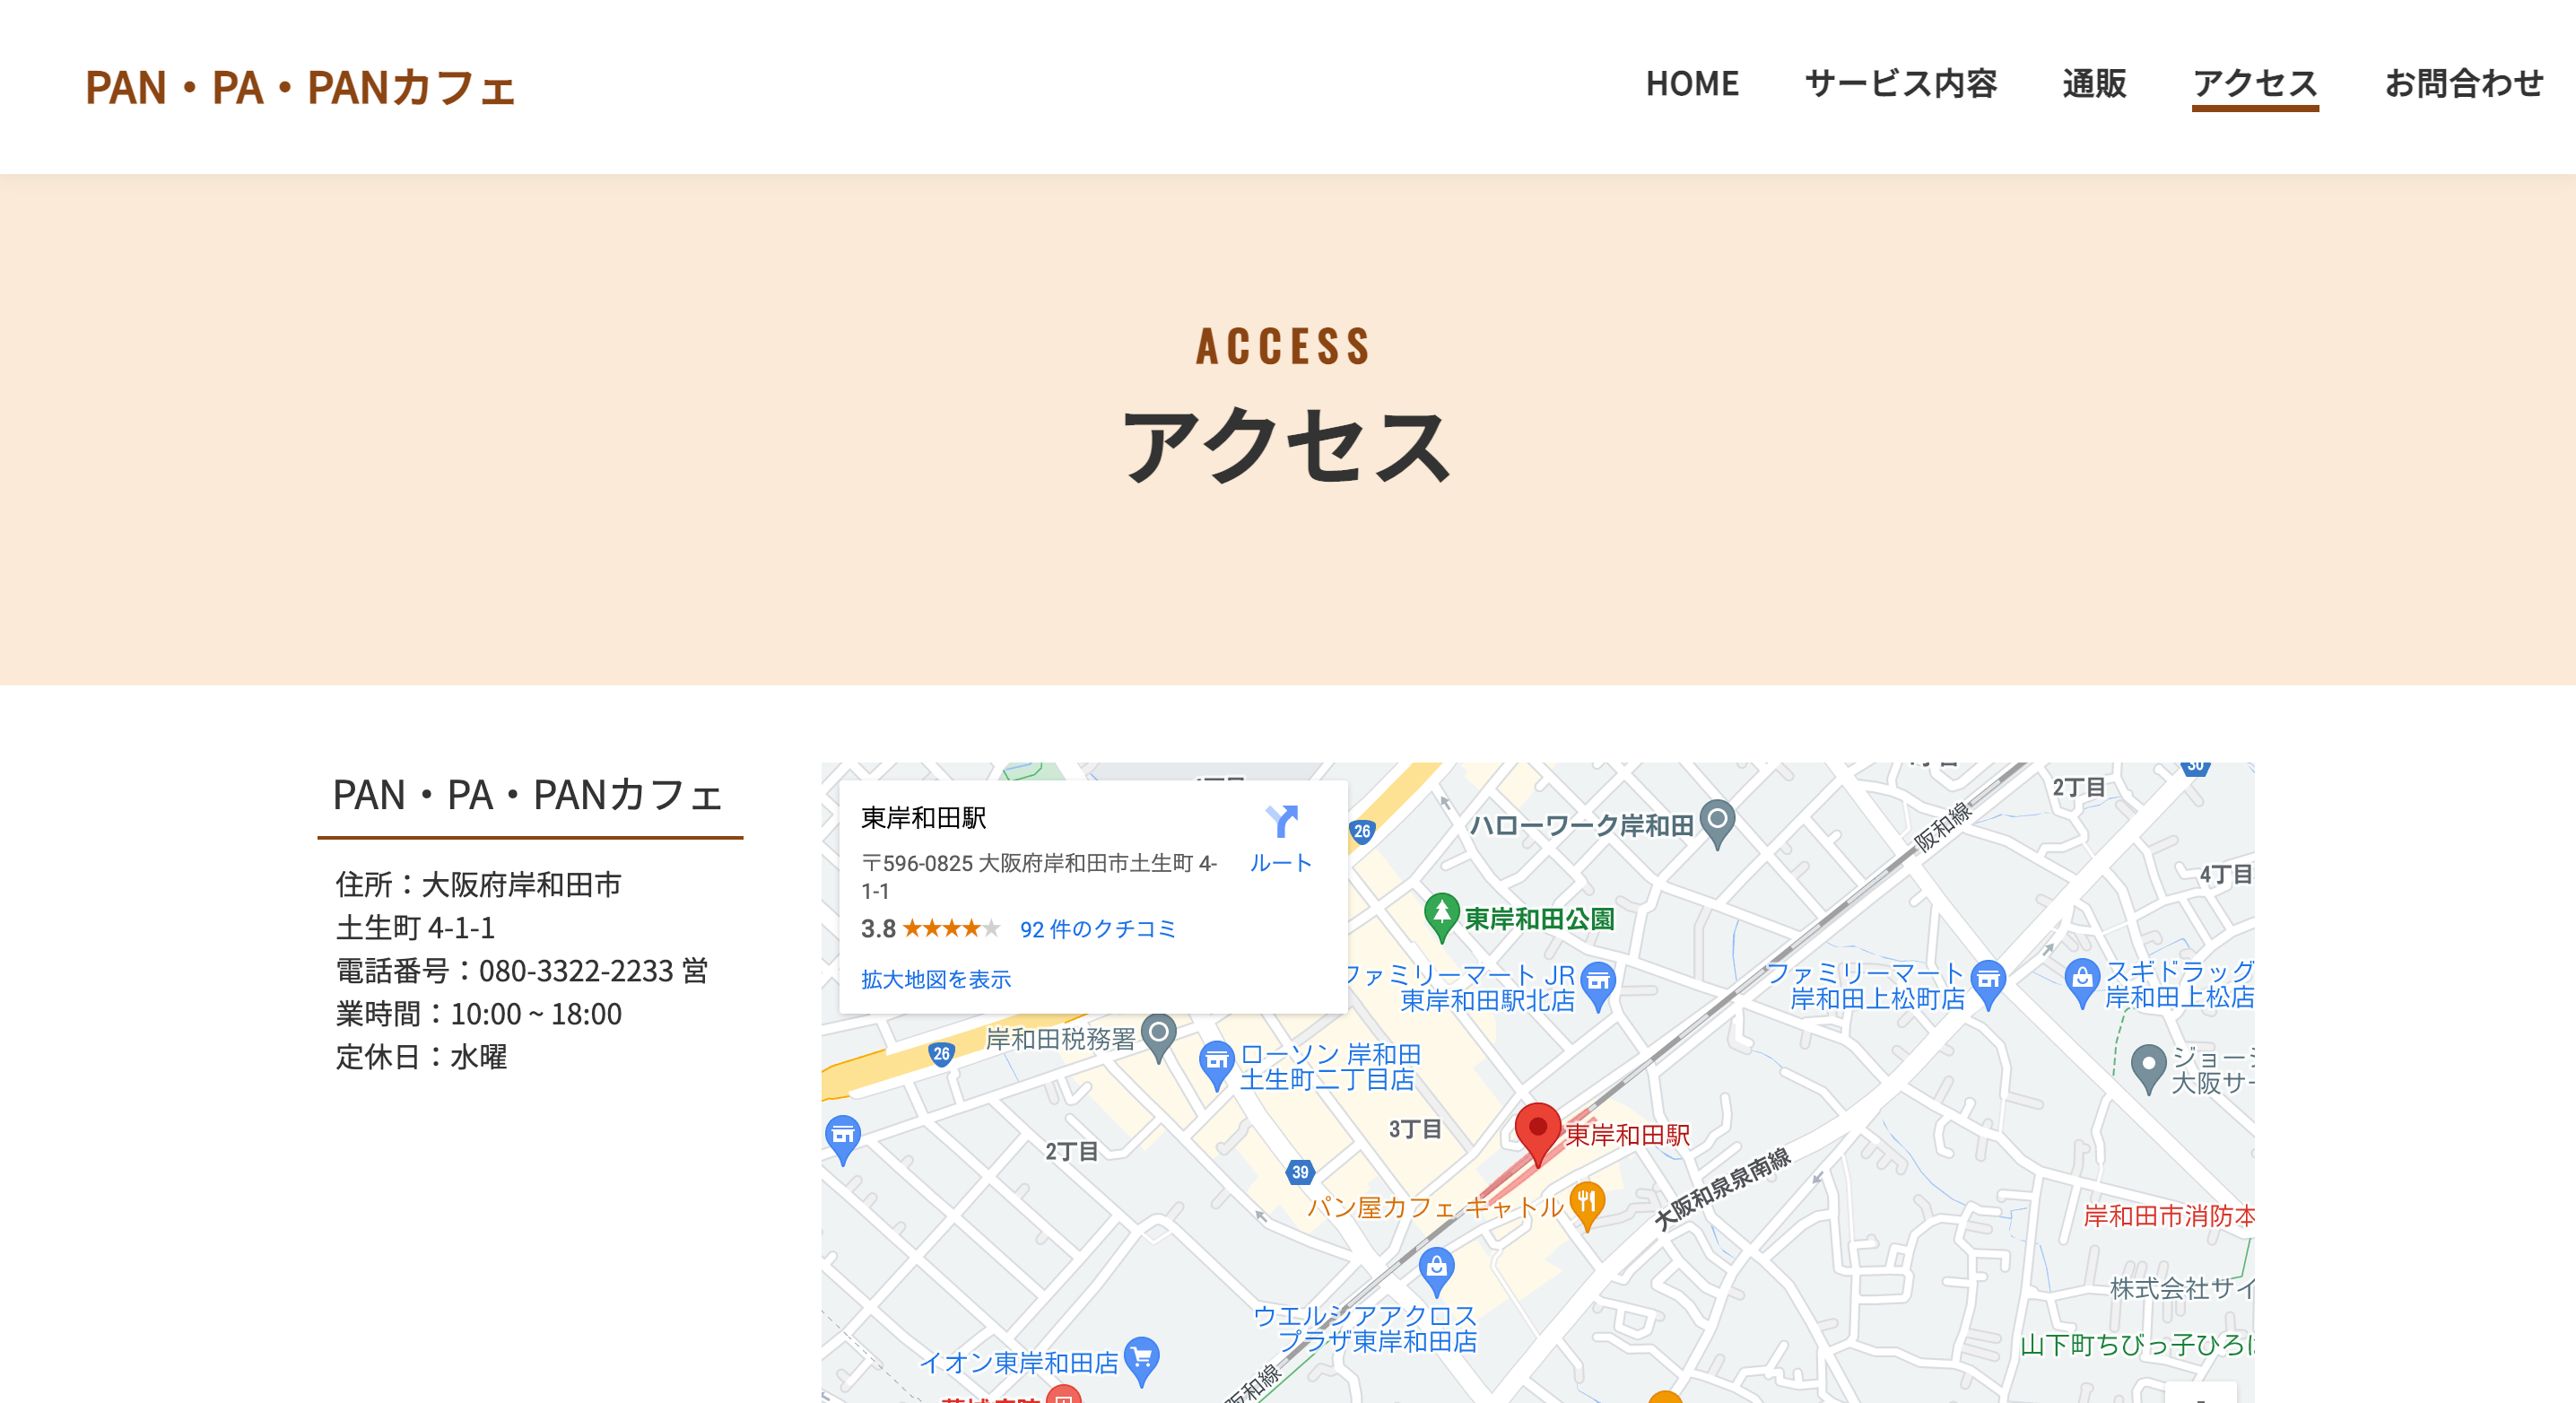 PAN・PA・PANカフェ
HOME
サービス内容
通販
アクセス
お問合わせ
ACCESS
アクセス
PAN・PA・PANカフェ
住所：大阪府岸和田市
土生町 4-1-1
電話番号：080-3322-2233 営
業時間：10:00 ~ 18:00
定休日：水曜
東岸和田駅
〒596-0825 大阪府岸和田市土生町 4-
1-1
3.8
92 件のクチコミ
拡大地図を表示
ルート
26
ハローワーク岸和田
阪和線
2丁目
30
4丁目
東岸和田公園
ファミリーマート JR
東岸和田駅北店
ファミリーマート
岸和田上松町店
スギドラッグ
岸和田上松店
岸和田税務署
26
ローソン 岸和田
土生町二丁目店
ジョーシ
大阪サー
3丁目
東岸和田駅
2丁目
39
大阪和泉泉南線
パン屋カフェ キャトル
岸和田市消防本
株式会社サイ
ウエルシアアクロス
プラザ東岸和田店
山下町ちびっ子ひろば
イオン東岸和田店
阪和線